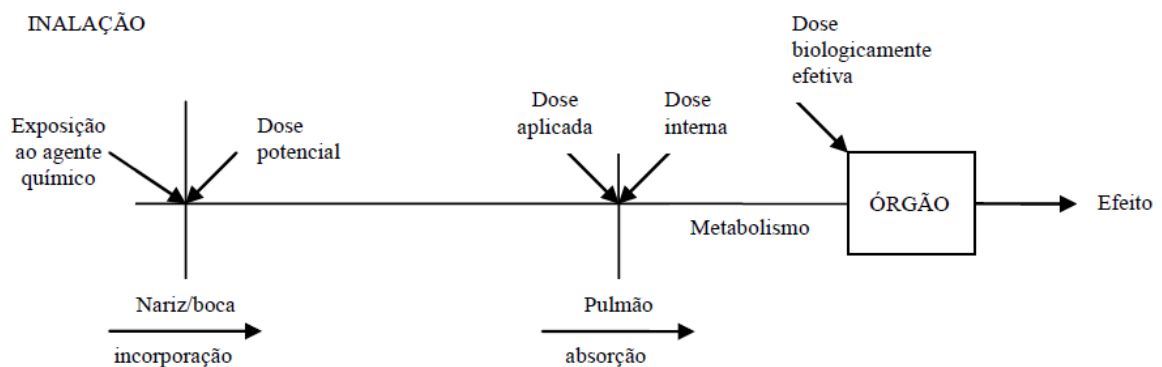 INALAÇÃO
Exposição
ao agente
químico
Dose
potencial
Dose
aplicada
Dose
interna
Dose
biologicamente
efetiva
Metabolismo
ÓRGÃO
Efeito
Nariz/boca
incorporação
Pulmão
absorção